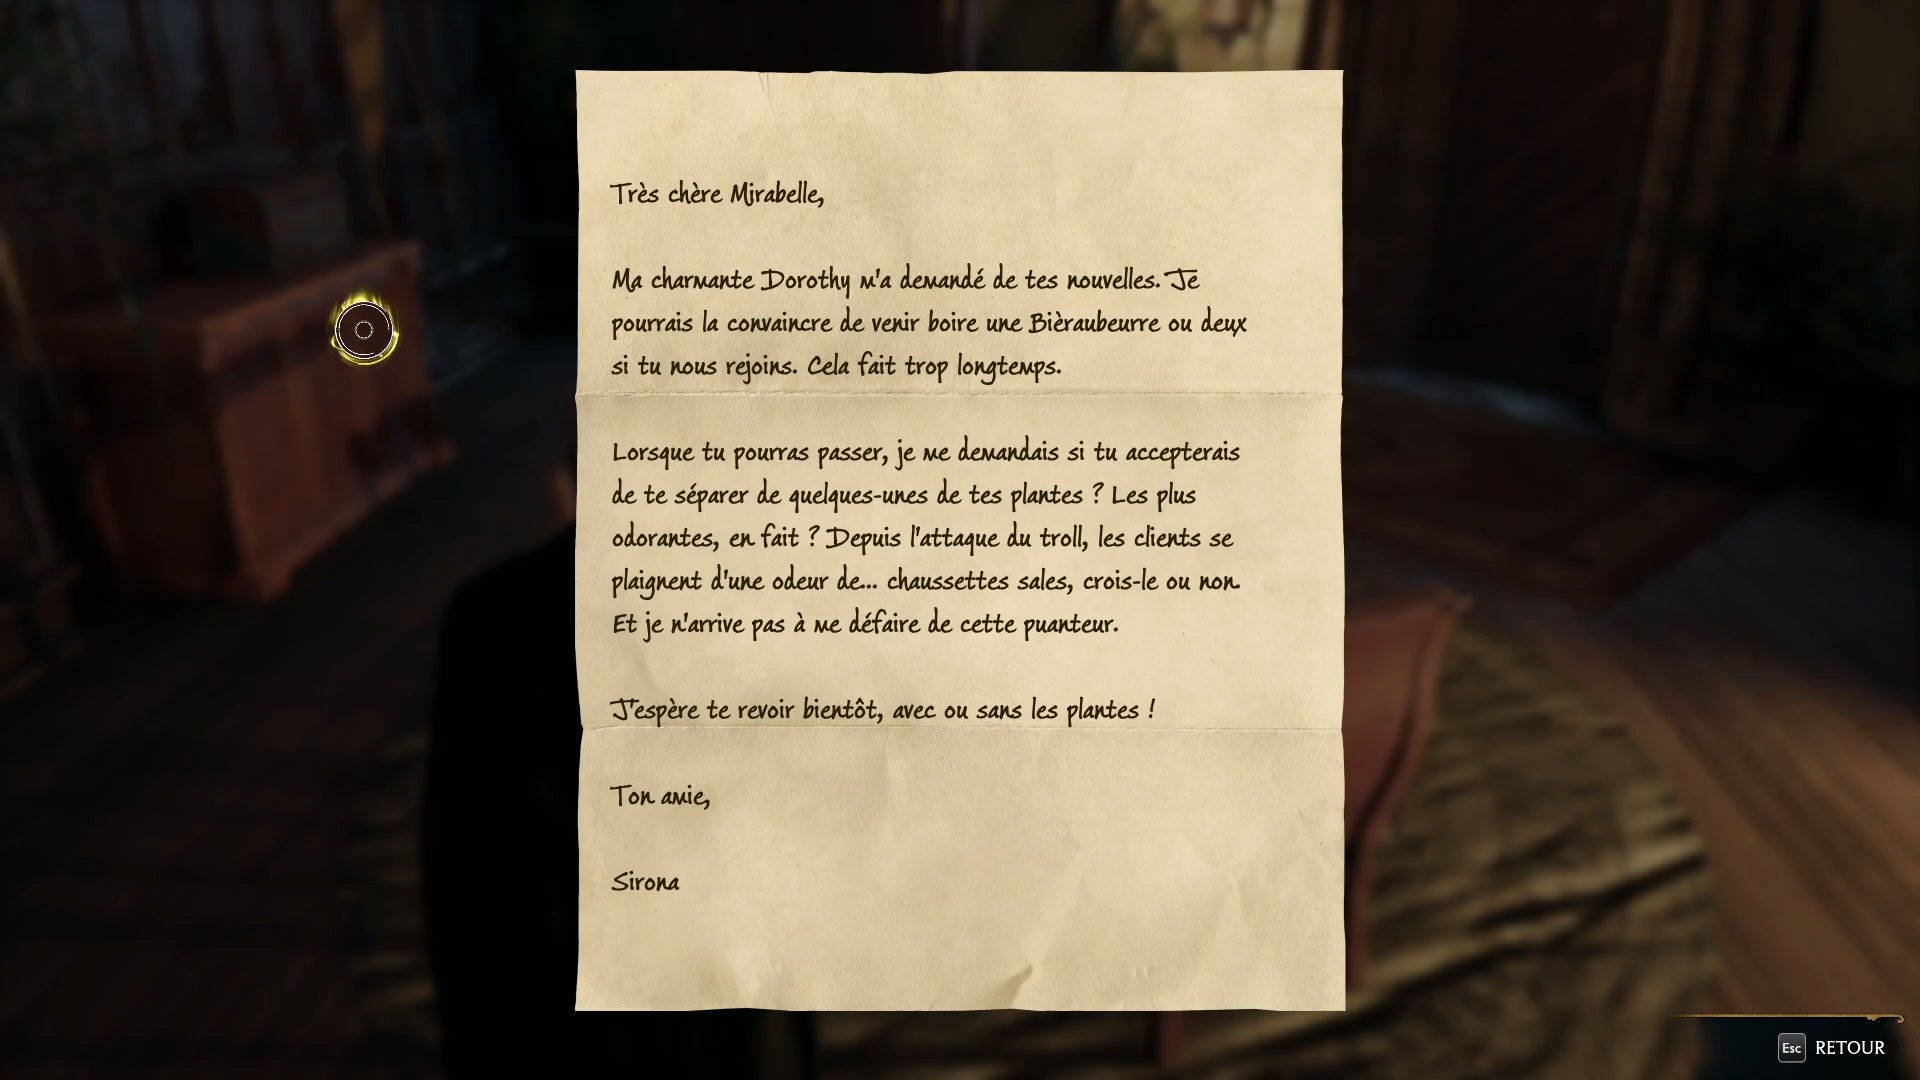 Très chère Mirabelle,
Ma charmante Dorothy m'a demandé de tes nouvelles. Je
pourrais la convaincre de venir boire une Bièraubeurre ou deux
si tu nous rejoins. Cela fait trop longtemps.
Lorsque tu pourras passer, je me demandais si tu accepterais
de te séparer de quelques-unes de tes plantes ? Les plus
odorantes, en fait ? Depuis l'attaque du troll, les clients se
plaignent d'une odeur de... chaussettes sales, crois-le ou non.
Et je n'arrive pas à me défaire de cette puanteur.
J'espère te revoir bientôt, avec ou sans les plantes !
Ton amie,
Sirona
Esc RETOUR